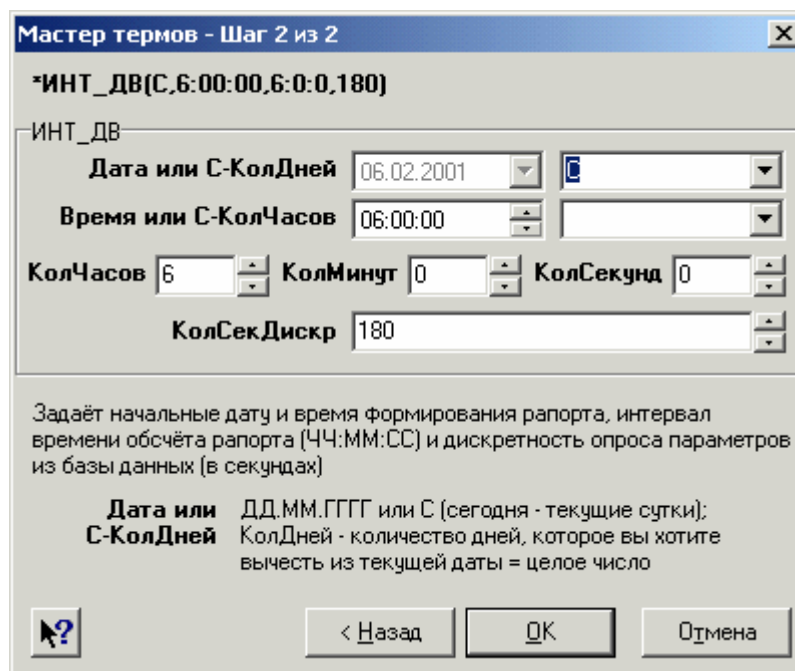 Мастер термов - Шаг 2 из 2
*ИНТ_ДВ(С,6:00:00,6:0:0,180)
ИНТ_ДВ
Дата или С-КолДней 06.02.2001 С
Время или С-КолЧасов 06:00:00
КолЧасов 6 КолМинут 0 КолСекунд 0
КолСекДискр 180
Задаёт начальные дату и время формирования рапорта, интервал
времени обсчёта рапорта (ЧЧ:ММ:СС) и дискретность опроса параметров
из базы данных (в секундах)
Дата или ДД.ММ.ГГГГ или С (сегодня - текущие сутки);
С-КолДней КолДней - количество дней, которое вы хотите
вычесть из текущей даты = целое число
?
< Назад OK Отмена